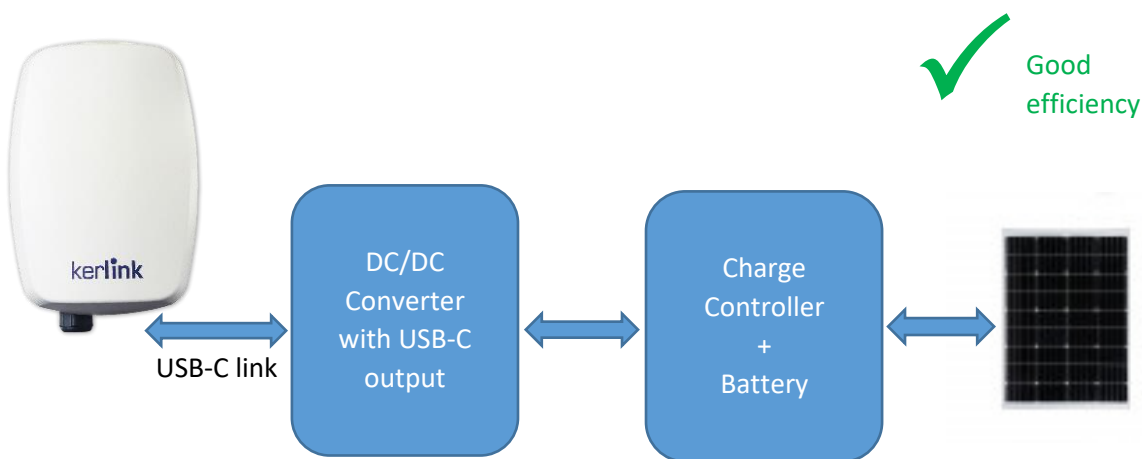 Good
efficiency
kerlink
USB-C link
DC/DC
Converter
with USB-C
output
Charge
Controller
+
Battery